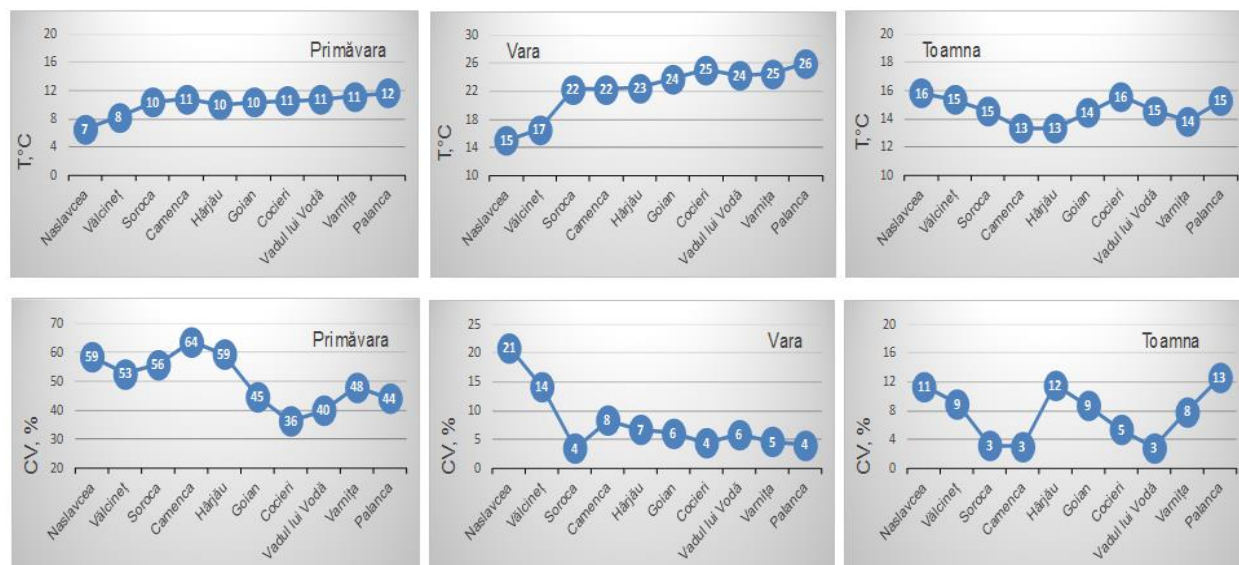 Primăvara
T,°C
20
16
12
8
4
0
7 8 10 11 10 10 11 11 11 12
Naslavcea Vălcineț Soroca Camenca Hârjău Goian Cocieri Vadul lui Vodă Varnița Palanca
Vara
T,°C
30
26
22
18
14
10
15 17 22 22 23 24 25 24 25 26
Naslavcea Vălcineț Soroca Camenca Hârjău Goian Cocieri Vadul lui Vodă Varnița Palanca
Toamna
T,°C
20
18
16
14
12
10
16 15 15 13 13 14 16 15 14 15
Naslavcea Vălcineț Soroca Camenca Hârjău Goian Cocieri Vadul lui Vodă Varnița Palanca
Primăvara
CV, %
70
60
50
40
30
20
59 53 56 64 59 45 36 40 48 44
Naslavcea Vălcineț Soroca Camenca Hârjău Goian Cocieri Vadul lui Vodă Varnița Palanca
Vara
CV, %
25
20
15
10
5
0
21 14 4 8 7 6 4 6 5 4
Naslavcea Vălcineț Soroca Camenca Hârjău Goian Cocieri Vadul lui Vodă Varnița Palanca
Toamna
CV, %
20
16
12
8
4
0
11 9 3 3 12 9 5 3 8 13
Naslavcea Vălcineț Soroca Camenca Hârjău Goian Cocieri Vadul lui Vodă Varnița Palanca